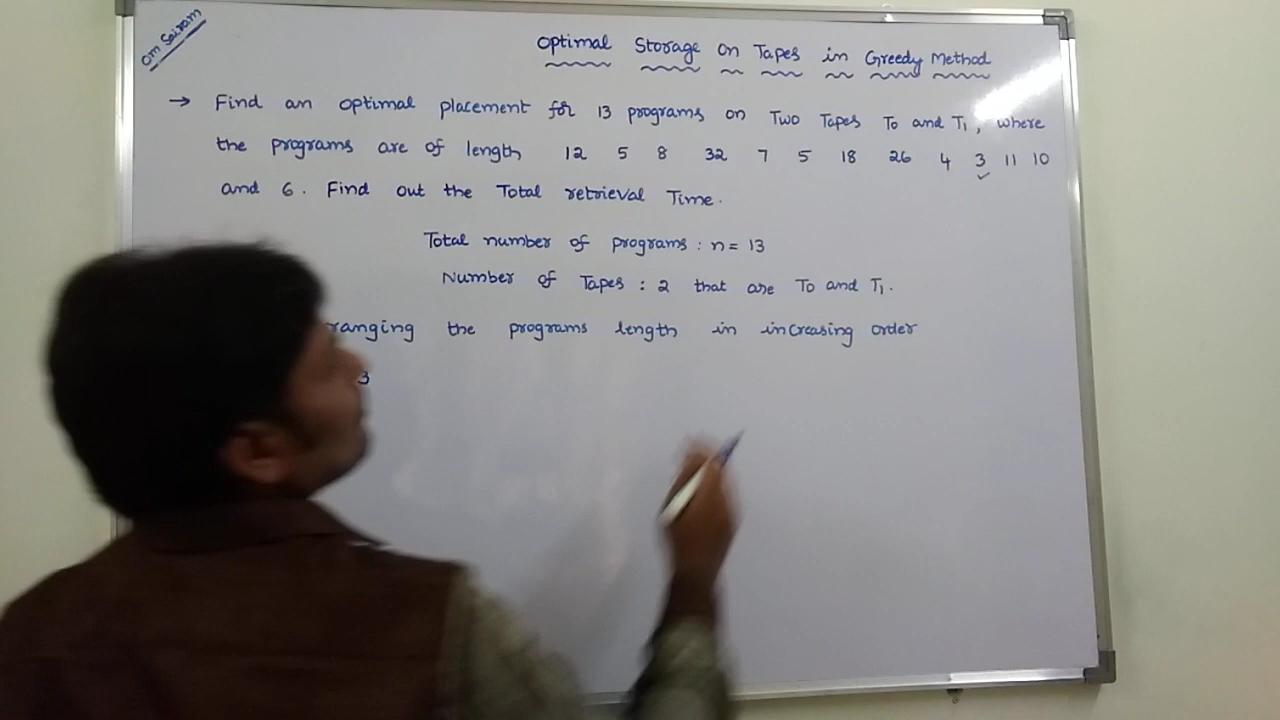 Om Sairam
Optimal Storage on Tapes in Greedy Method
→ Find an optimal placement for 13 programs on Two Tapes T0 and T1, where
the programs are of length 12 5 8 32 7 5 18 26 4 3 11 10
and 6. Find out the Total retrieval Time.
Total number of programs : n = 13
Number of Tapes : 2 that are T0 and T1.
ranging the programs length in increasing order
3